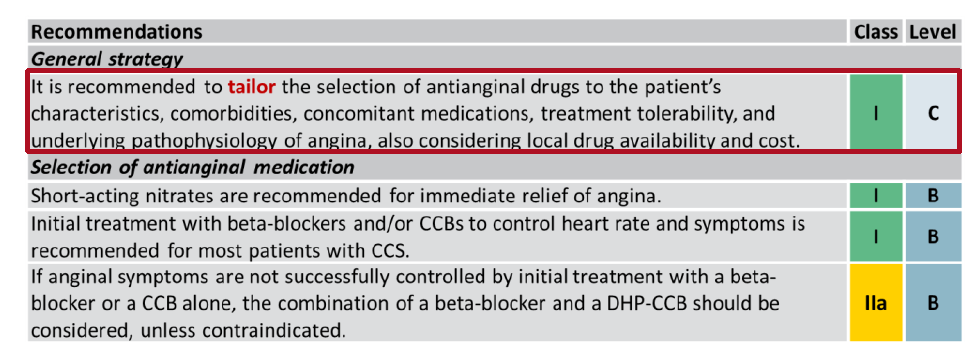 Recommendations Class Level
General strategy
It is recommended to tailor the selection of antianginal drugs to the patient's
characteristics, comorbidities, concomitant medications, treatment tolerability, and I C
underlying pathophysiology of angina, also considering local drug availability and cost.
Selection of antianginal medication
Short-acting nitrates are recommended for immediate relief of angina. I B
Initial treatment with beta-blockers and/or CCBs to control heart rate and symptoms is
recommended for most patients with CCS. I B
If anginal symptoms are not successfully controlled by initial treatment with a beta-
blocker or a CCB alone, the combination of a beta-blocker and a DHP-CCB should be IIa B
considered, unless contraindicated.